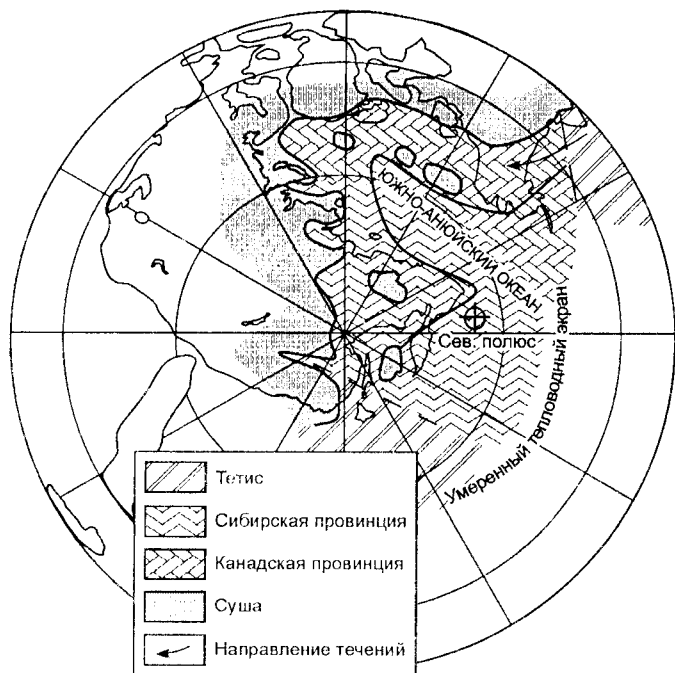 ЮЖНО-АНЮЙСКИЙ ОКЕАН
Сев. полюс
Умеренный тепловодный экран
Тетис
Сибирская провинция
Канадская провинция
Суша
Направление течений